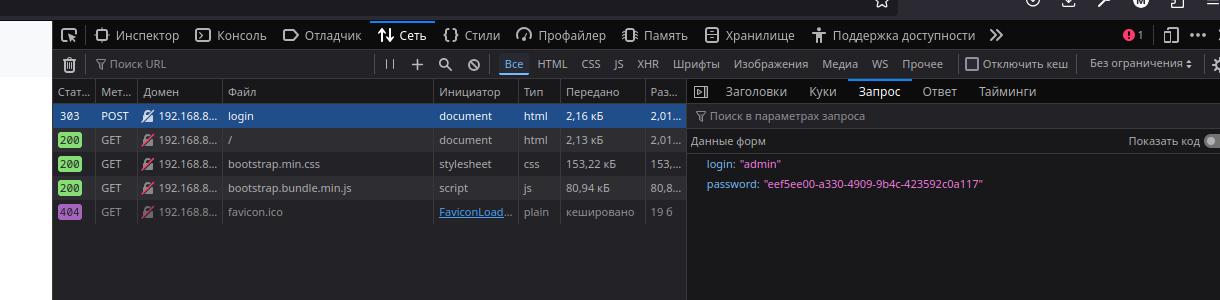 M
Инспектор Консоль Отладчик Сеть Стили Профайлер Память Хранилище Поддержка доступности 1
Поиск URL Все HTML CSS JS XHR Шрифты Изображения Медиа WS Прочее Отключить кеш Без ограничения
Стат... Мет... Домен Файл Инициатор Тип Передано Раз... Заголовки Куки Запрос Ответ Тайминги
303 POST 192.168.8... login document html 2,16 кБ 2,01...
Поиск в параметрах запроса
200 GET 192.168.8... / document html 2,13 кБ 2,01...
Данные форм Показать код
200 GET 192.168.8... bootstrap.min.css stylesheet css 153,22 кБ 153,...
login: "admin"
200 GET 192.168.8... bootstrap.bundle.min.js script js 80,94 кБ 80,8...
password: "eef5ee00-a330-4909-9b4c-423592c0a117"
404 GET 192.168.8... favicon.ico FaviconLoad... plain кешировано 19 б